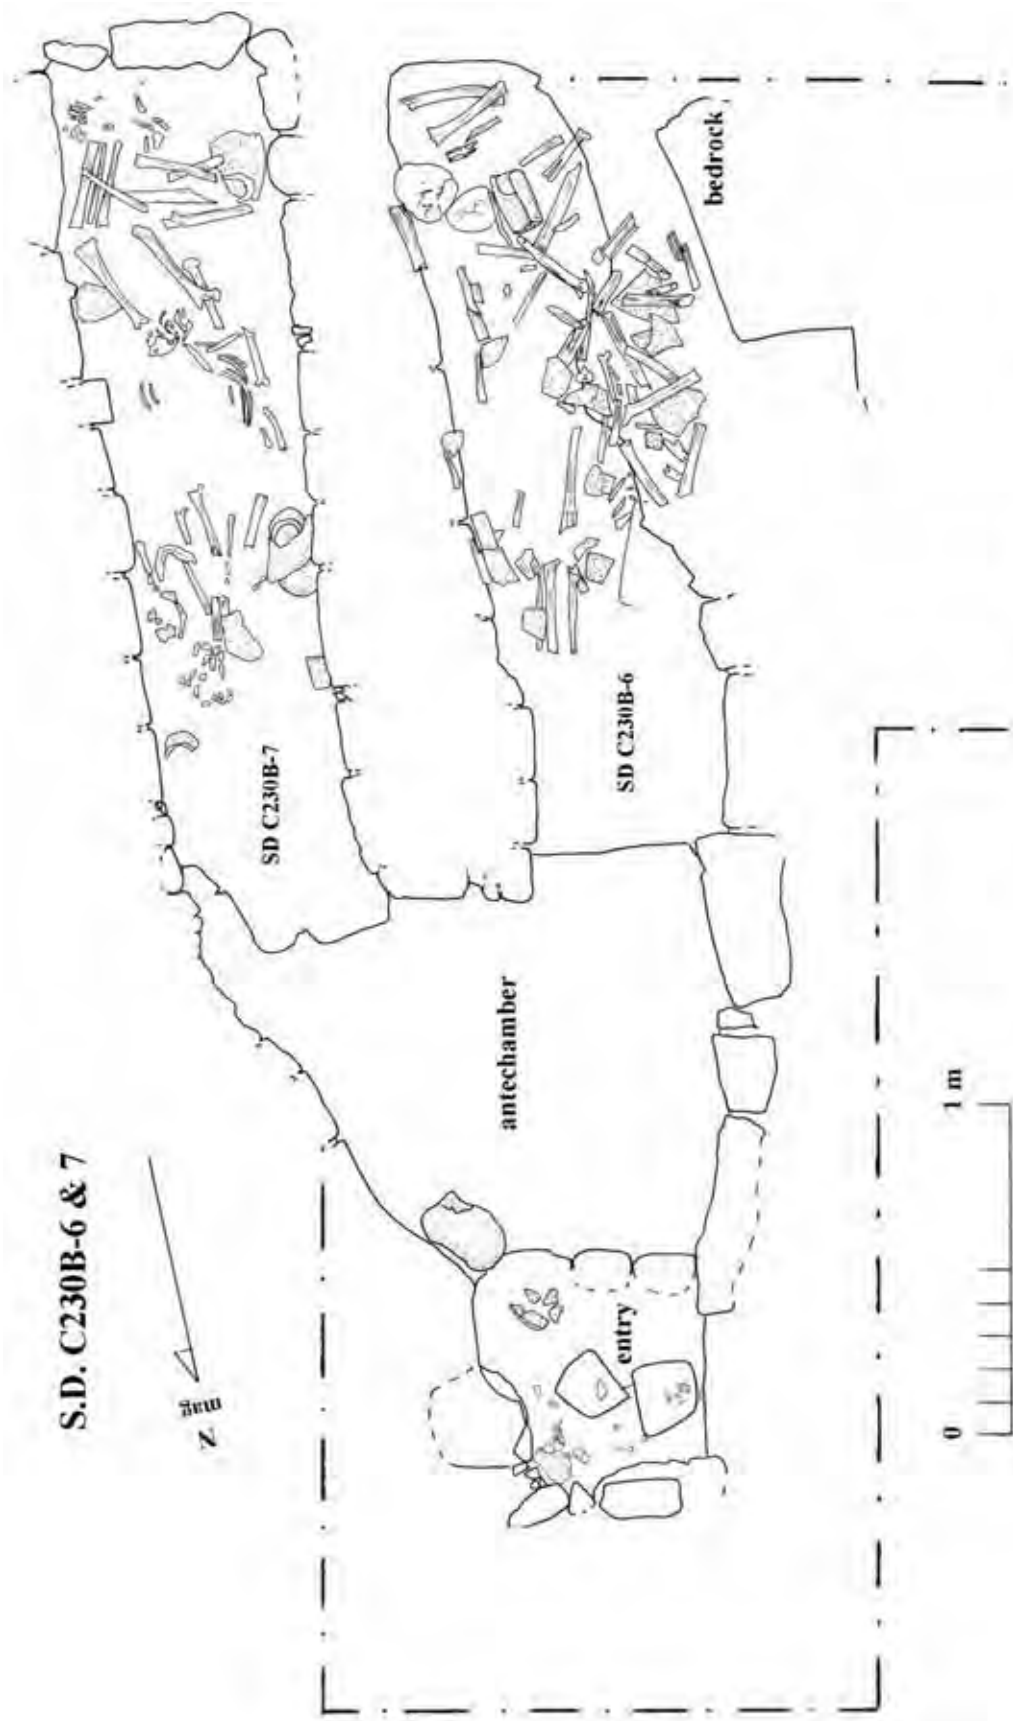 S.D. C230B-6 & 7
N
mag
bedrock
SD C230B-7
SD C230B-6
antechamber
entry
0
1 m